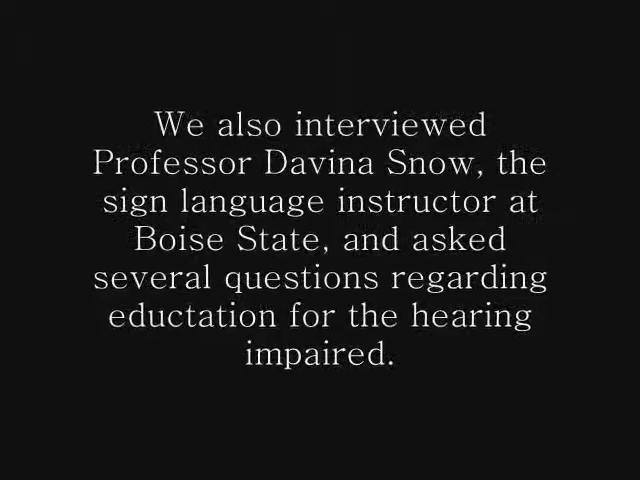 We also interviewed
Professor Davina Snow, the
sign language instructor at
Boise State, and asked
several questions regarding
eductation for the hearing
impaired.